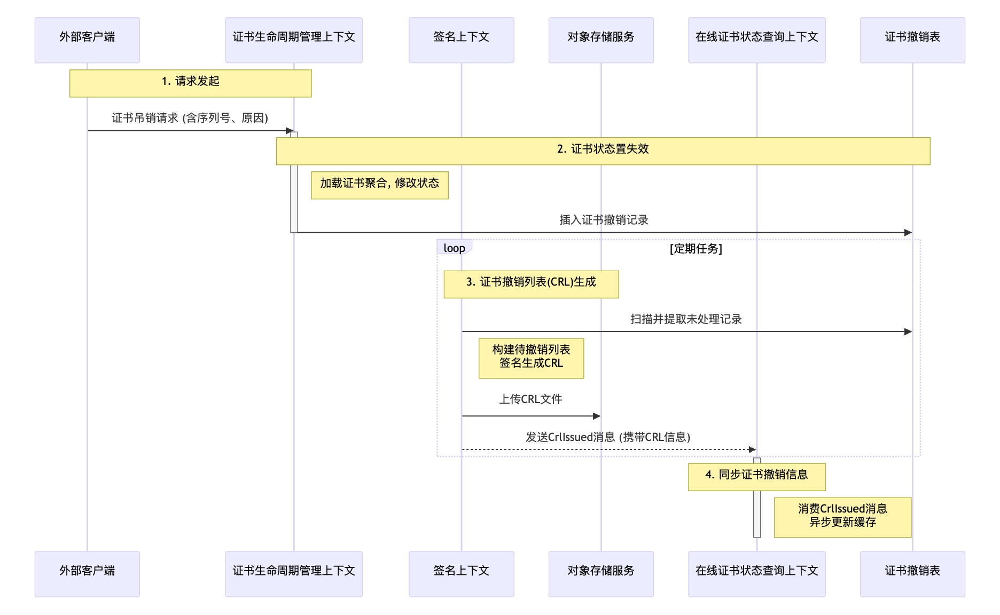 外部客户端
证书生命周期管理上下文
签名上下文
对象存储服务
在线证书状态查询上下文
证书撤销表
1. 请求发起
证书吊销请求 (含序列号、原因)
2. 证书状态置失效
加载证书聚合, 修改状态
插入证书撤销记录
loop
[定期任务]
3. 证书撤销列表(CRL)生成
扫描并提取未处理记录
构建待撤销列表
签名生成CRL
上传CRL文件
发送CrlIssued消息 (携带CRL信息)
4. 同步证书撤销信息
消费CrlIssued消息
异步更新缓存
外部客户端
证书生命周期管理上下文
签名上下文
对象存储服务
在线证书状态查询上下文
证书撤销表